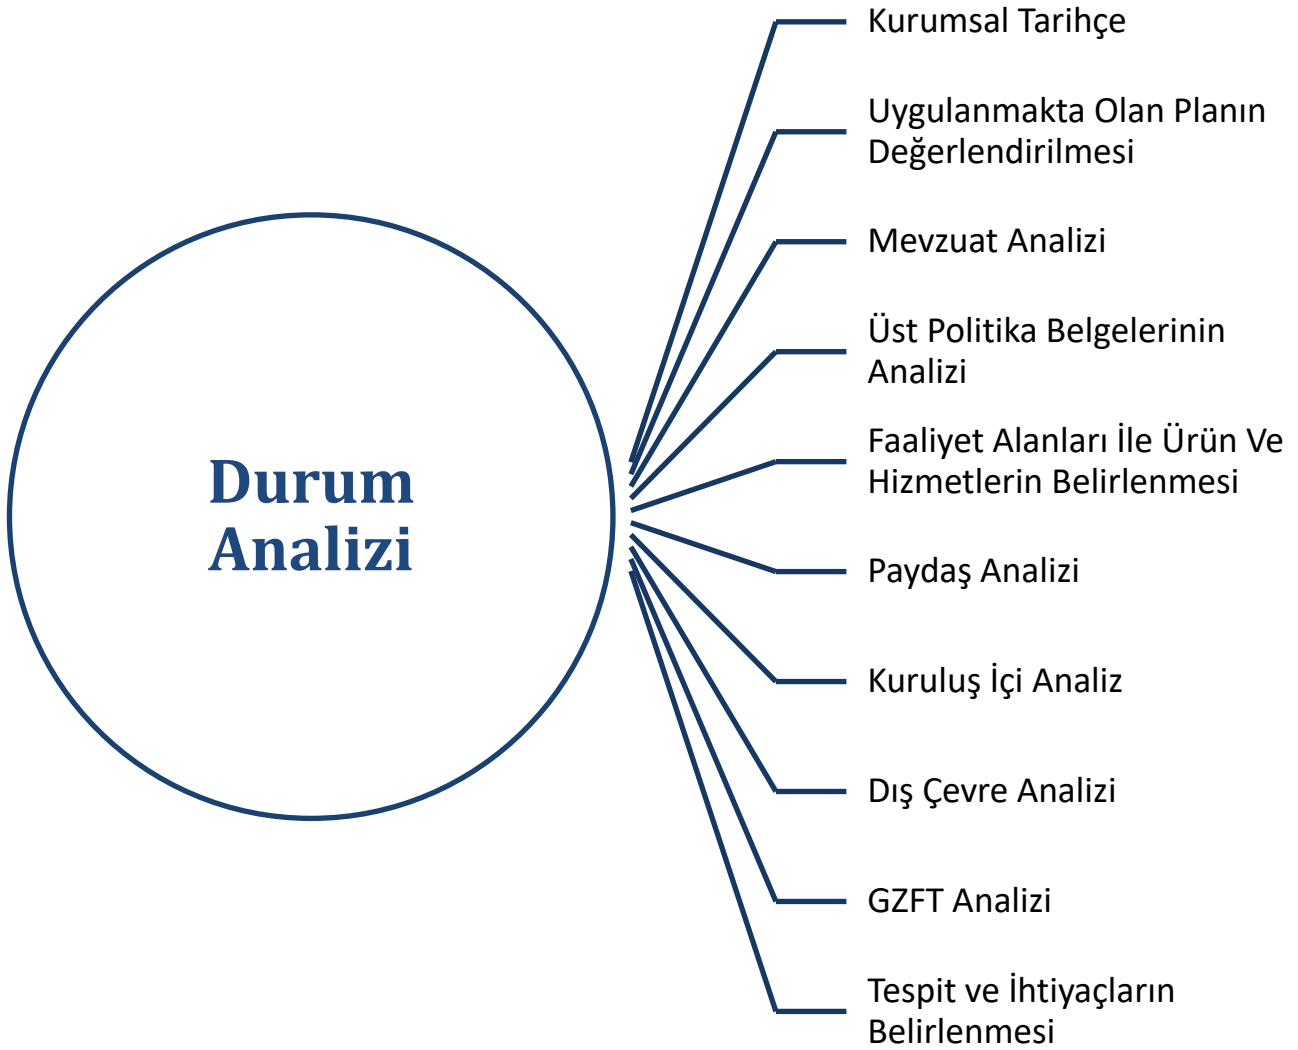 Kurumsal Tarihçe
Uygulanmakta Olan Planın
Değerlendirilmesi
Mevzuat Analizi
Üst Politika Belgelerinin
Analizi
Faaliyet Alanları İle Ürün Ve
Hizmetlerin Belirlenmesi
Durum
Analizi
Paydaş Analizi
Kuruluş İçi Analiz
Dış Çevre Analizi
GZFT Analizi
Tespit ve İhtiyaçların
Belirlenmesi